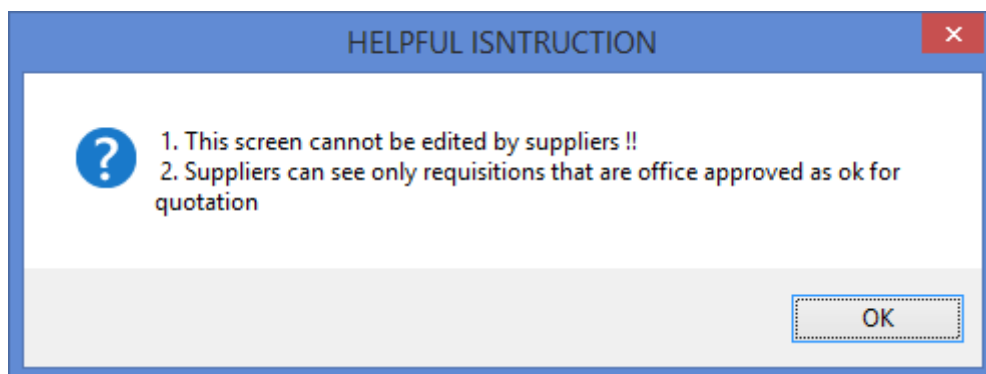 HELPFUL ISNTRUCTION
1. This screen cannot be edited by suppliers !!
2. Suppliers can see only requisitions that are office approved as ok for
quotation
OK